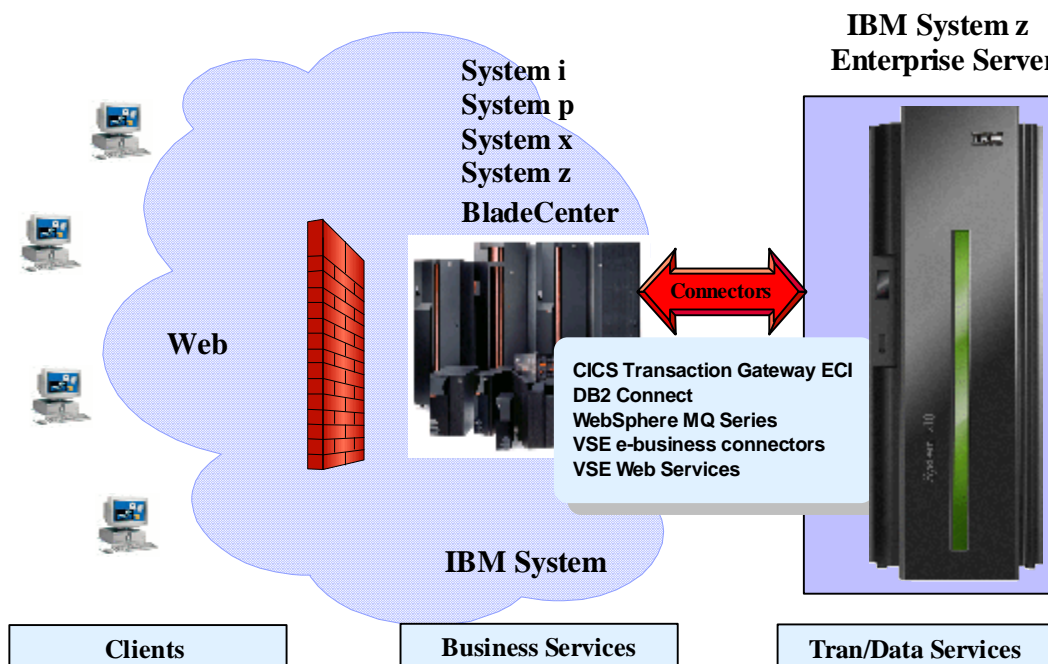 IBM System z
Enterprise Server
System i
System p
System x
System z
BladeCenter
Connectors
Web
CICS Transaction Gateway ECI
DB2 Connect
WebSphere MQ Series
VSE e-business connectors
VSE Web Services
IBM System
Clients
Business Services
Tran/Data Services